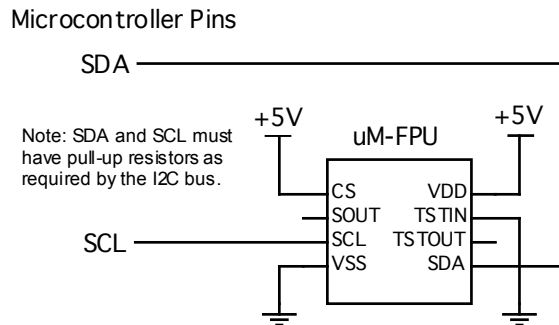 Microcontroller Pins
SDA
+5V
+5V
Note: SDA and SCL must
have pull-up resistors as
required by the I2C bus.
uM-FPU
CS
VDD
SOUT
TSTIN
SCL
SCL
TSTOUT
VSS
SDA